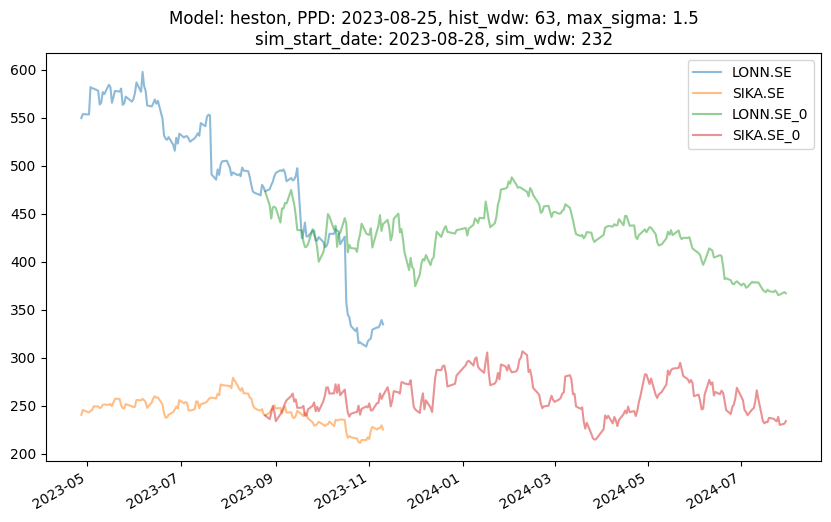 Model: heston, PPD: 2023-08-25, hist_wdw: 63, max_sigma: 1.5
sim_start_date: 2023-08-28, sim_wdw: 232
LONN.SE
SIKA.SE
LONN.SE_0
SIKA.SE_0
600
550
500
450
400
350
300
250
200
2023-05
2023-07
2023-09
2023-11
2024-01
2024-03
2024-05
2024-07